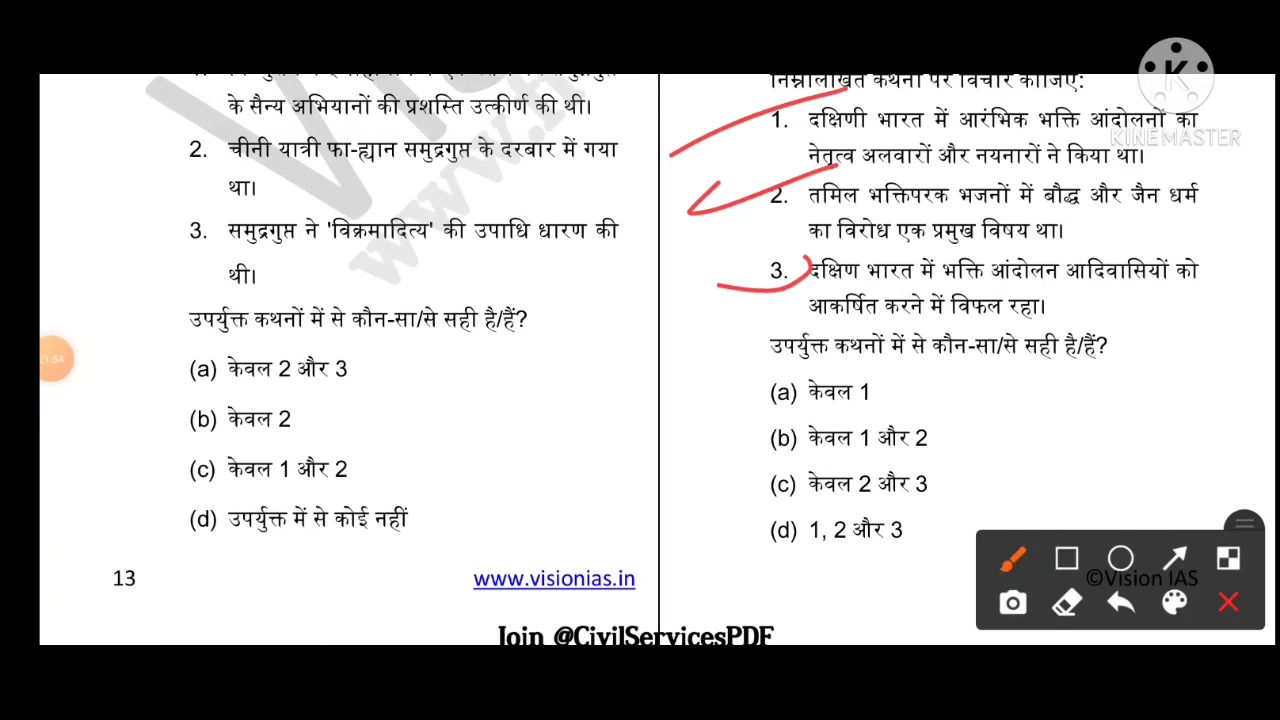 के सैन्य अभियानों की प्रशस्ति उत्कीर्ण की थी।
2. चीनी यात्री फा-ह्यान समुद्रगुप्त के दरबार में गया
था।
3. समुद्रगुप्त ने 'विक्रमादित्य' की उपाधि धारण की
थी।
उपर्युक्त कथनों में से कौन-सा/से सही है/हैं?
(a) केवल 2 और 3
(b) केवल 2
(c) केवल 1 और 2
(d) उपर्युक्त में से कोई नहीं
13
www.visionias.in
निम्नलिखित कथनों पर विचार कीजिए:
1. दक्षिणी भारत में आरंभिक भक्ति आंदोलनों का
नेतृत्व अलवारों और नयनारों ने किया था।
2. तमिल भक्तिपरक भजनों में बौद्ध और जैन धर्म
का विरोध एक प्रमुख विषय था।
3. दक्षिण भारत में भक्ति आंदोलन आदिवासियों को
आकर्षित करने में विफल रहा।
उपर्युक्त कथनों में से कौन-सा/से सही है/हैं?
(a) केवल 1
(b) केवल 1 और 2
(c) केवल 2 और 3
(d) 1, 2 और 3
©Vision IAS
Join @CivilServicesPDF
K
KINEMASTER
21:54
www.